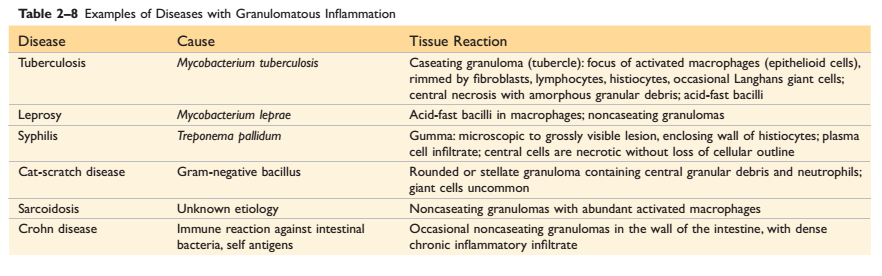 Table 2–8 Examples of Diseases with Granulomatous Inflammation
Disease Cause Tissue Reaction
Tuberculosis Mycobacterium tuberculosis Caseating granuloma (tubercle): focus of activated macrophages (epithelioid cells),
rimmed by fibroblasts, lymphocytes, histiocytes, occasional Langhans giant cells;
central necrosis with amorphous granular debris; acid-fast bacilli
Leprosy Mycobacterium leprae Acid-fast bacilli in macrophages; noncaseating granulomas
Syphilis Treponema pallidum Gumma: microscopic to grossly visible lesion, enclosing wall of histiocytes; plasma
cell infiltrate; central cells are necrotic without loss of cellular outline
Cat-scratch disease Gram-negative bacillus Rounded or stellate granuloma containing central granular debris and neutrophils;
giant cells uncommon
Sarcoidosis Unknown etiology Noncaseating granulomas with abundant activated macrophages
Crohn disease Immune reaction against intestinal Occasional noncaseating granulomas in the wall of the intestine, with dense
bacteria, self antigens chronic inflammatory infiltrate